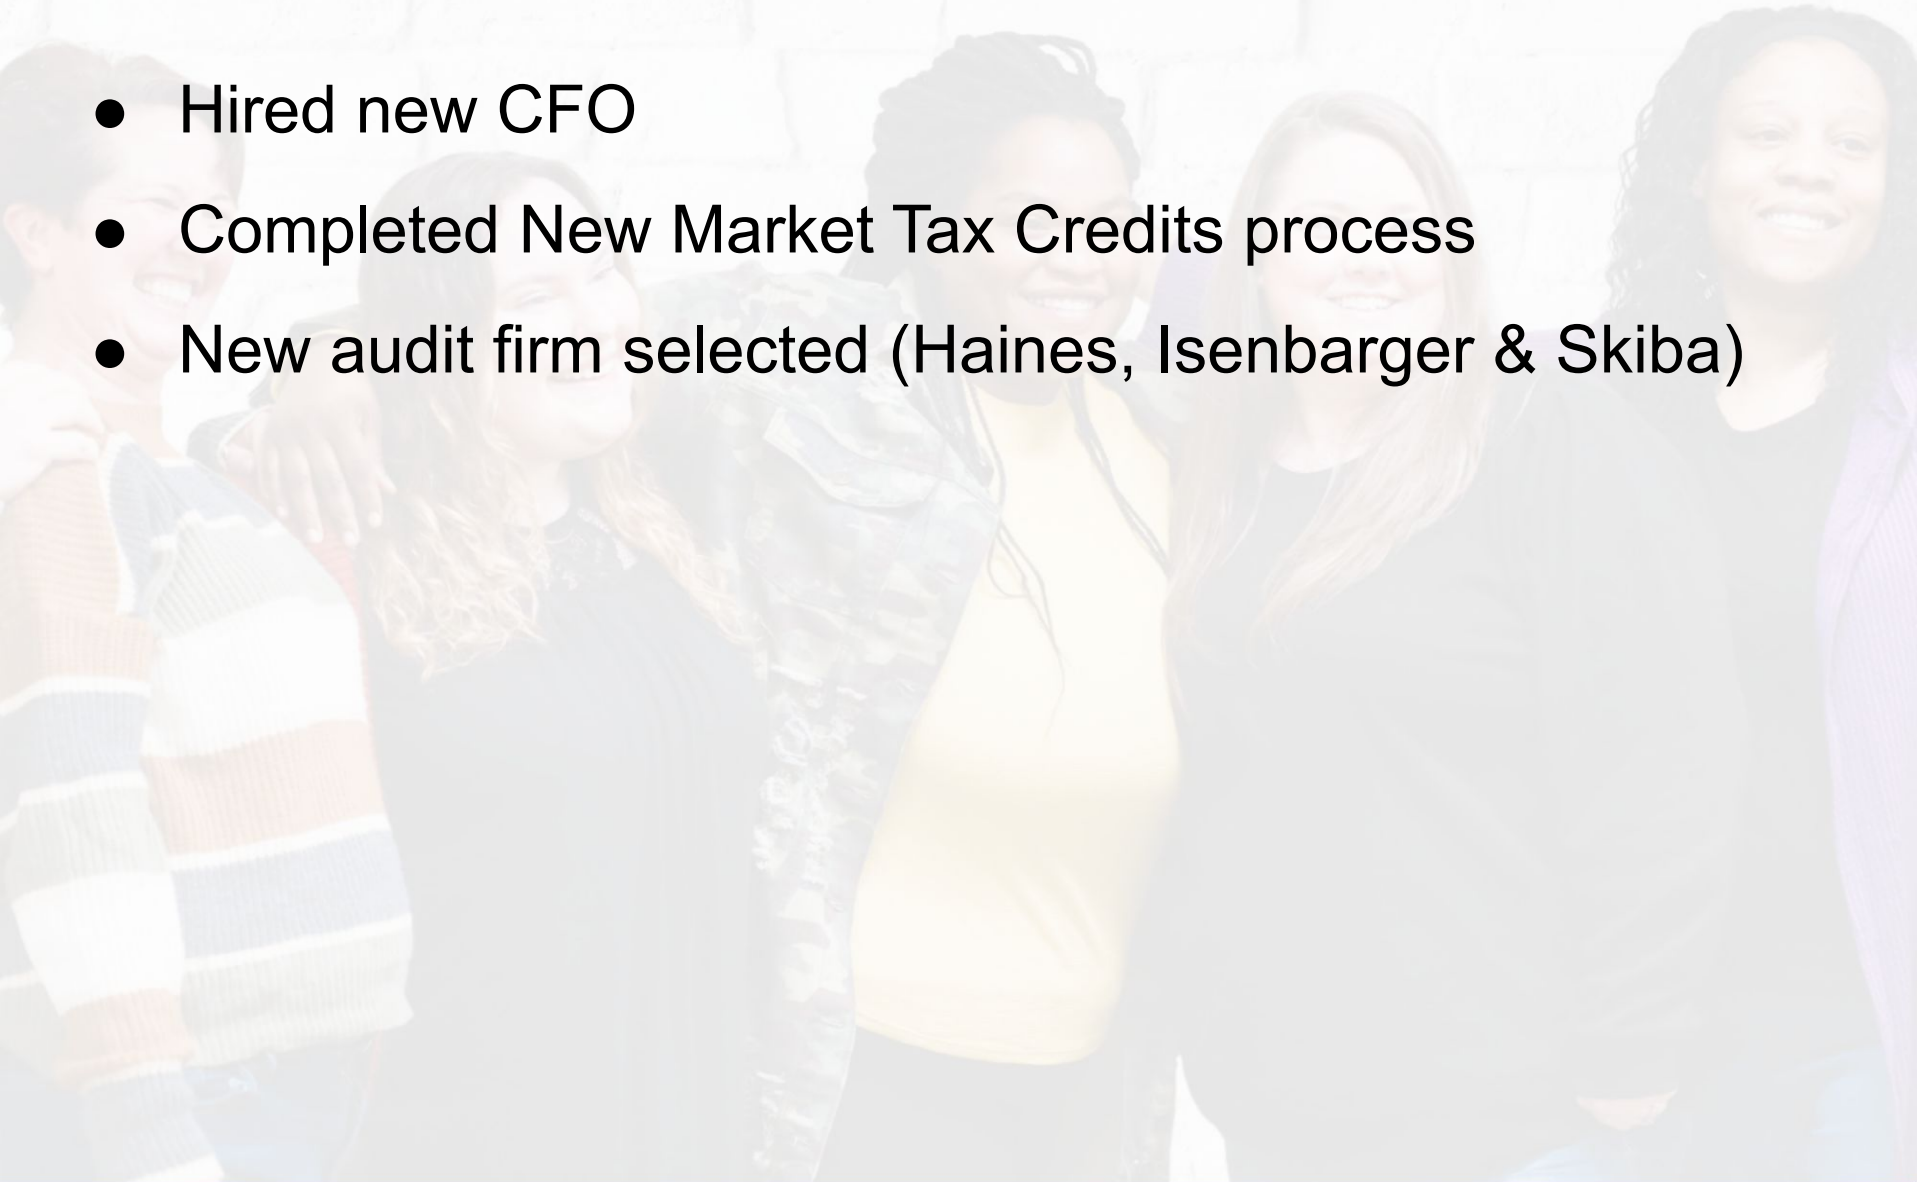 ● Hired new CFO
● Completed New Market Tax Credits process
● New audit firm selected (Haines, Isenbarger & Skiba)